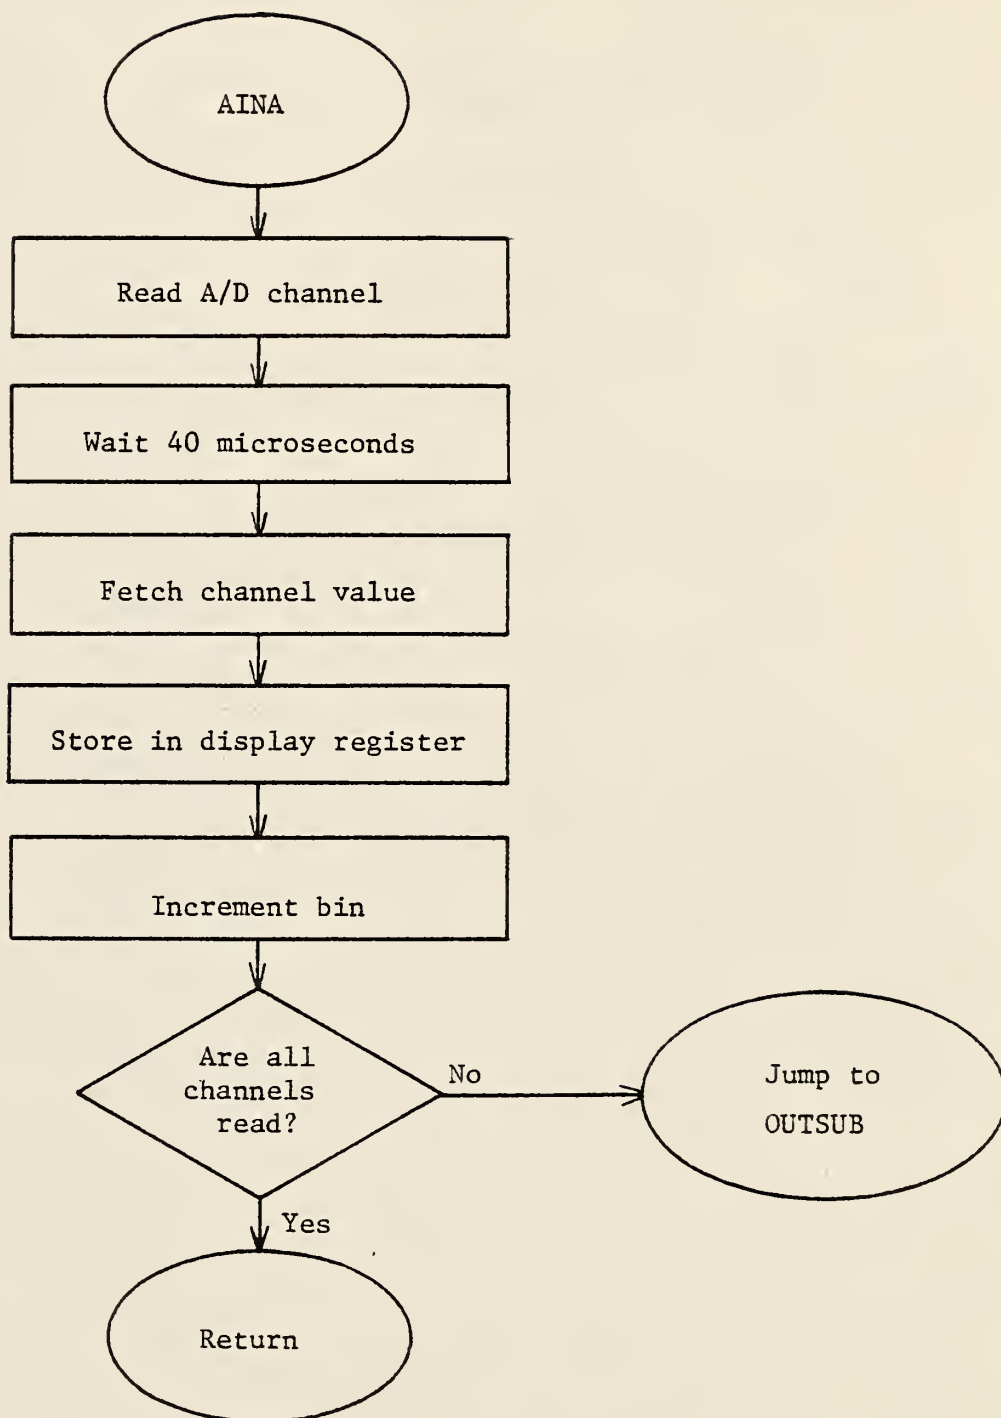 AINA
Read A/D channel
Wait 40 microseconds
Fetch channel value
Store in display register
Increment bin
Are all
channels
read?
No
Jump to
OUTSUB
Yes
Return